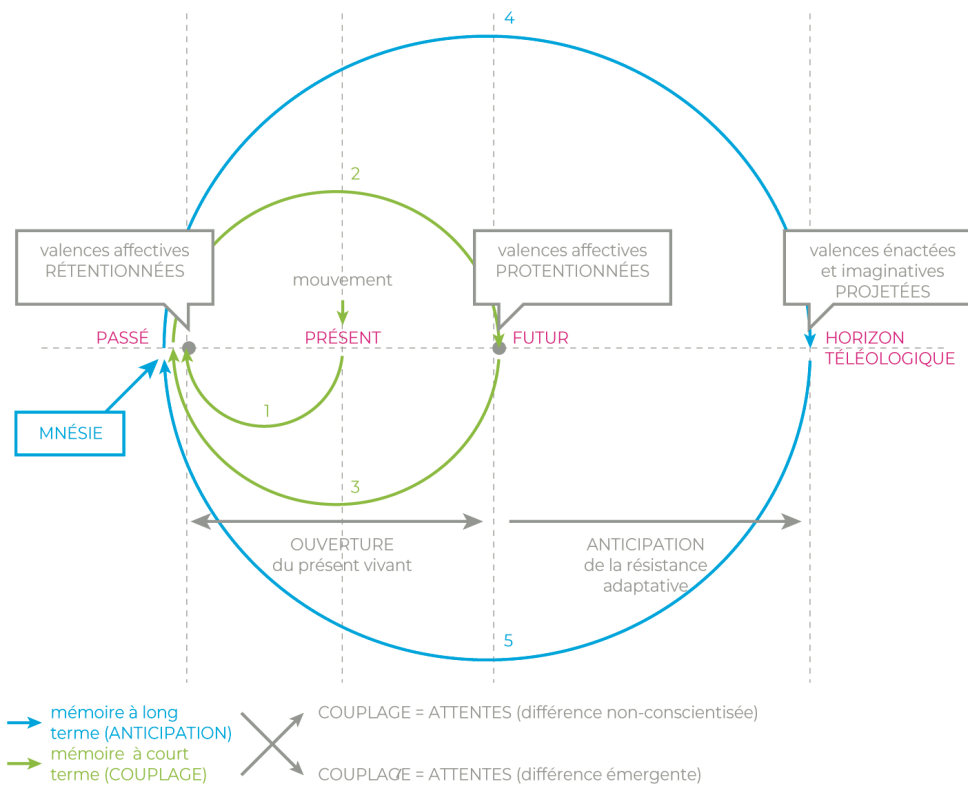 4
2
valences affectives
RÉTENTIONNÉES
valences affectives
PROTENTIONNÉES
valences énactées
et imaginatives
PROJETÉES
mouvement
PASSÉ
PRÉSENT
FUTUR
HORIZON
TÉLÉOLOGIQUE
1
MNÉSIE
3
OUVERTURE
du présent vivant
ANTICIPATION
de la résistance
adaptative
5
mémoire à long
terme (ANTICIPATION)
mémoire à court
terme (COUPLAGE)
COUPLAGE = ATTENTES (différence non-conscientisée)
COUPLAGE = ATTENTES (différence émergente)